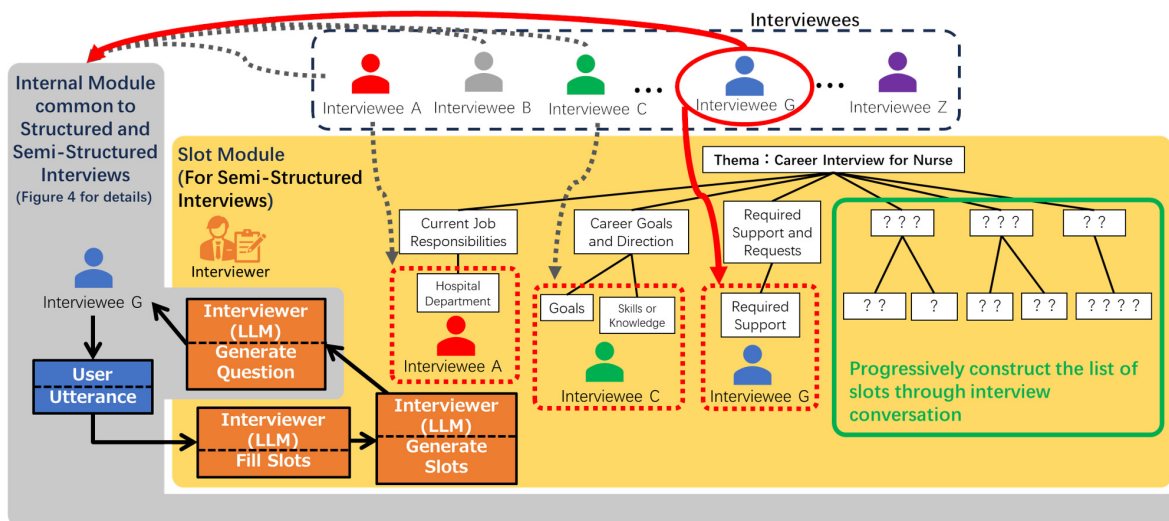 Interviewees
Interviewee A
Interviewee B
Interviewee C
Interviewee G
Interviewee Z
Internal Module
common to
Structured and
Semi-Structured
Interviews
(Figure 4 for details)
Slot Module
(For Semi-Structured
Interviews)
Interviewer
Thema：Career Interview for Nurse
Current Job
Responsibilities
Career Goals
and Direction
Required
Support and
Requests
? ? ?
? ? ?
? ?
Hospital
Department
Interviewee A
Goals
Skills or
Knowledge
Interviewee C
Required
Support
Interviewee G
? ?
?
? ?
? ?
? ? ? ?
Progressively construct the list of
slots through interview
conversation
Interviewee G
User
Utterance
Interviewer
(LLM)
Generate
Question
Interviewer
(LLM)
Fill Slots
Interviewer
(LLM)
Generate
Slots